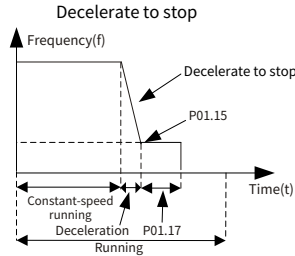 Decelerate to stop
Frequency(f)
Decelerate to stop
P01.15
Time(t)
Constant-speed
running
Deceleration
P01.17
Running